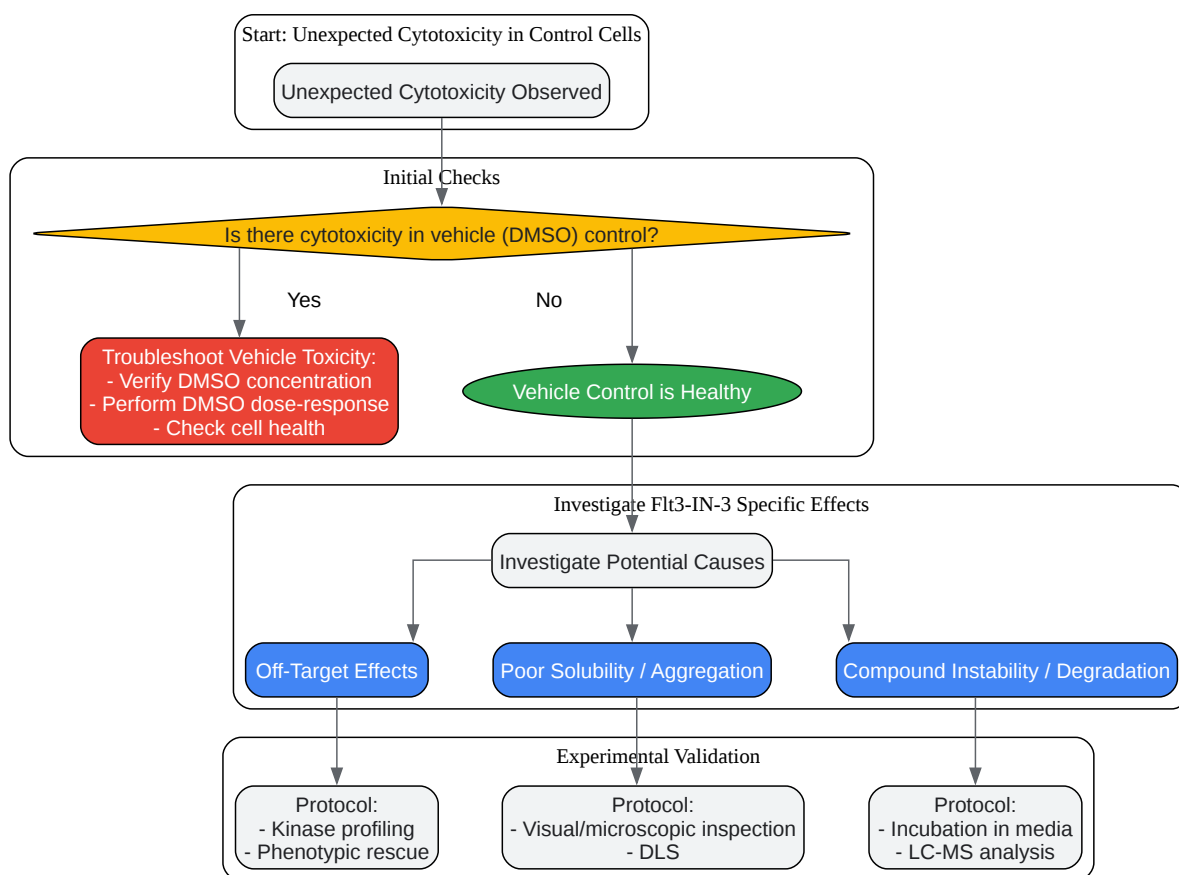 Start: Unexpected Cytotoxicity in Control Cells
Unexpected Cytotoxicity Observed
Initial Checks
Is there cytotoxicity in vehicle (DMSO) control?
Yes
No
Troubleshoot Vehicle Toxicity:
- Verify DMSO concentration
- Perform DMSO dose-response
- Check cell health
Vehicle Control is Healthy
Investigate Flt3-IN-3 Specific Effects
Investigate Potential Causes
Off-Target Effects
Poor Solubility / Aggregation
Compound Instability / Degradation
Experimental Validation
Protocol:
- Kinase profiling
- Phenotypic rescue
Protocol:
- Visual/microscopic inspection
- DLS
Protocol:
- Incubation in media
- LC-MS analysis